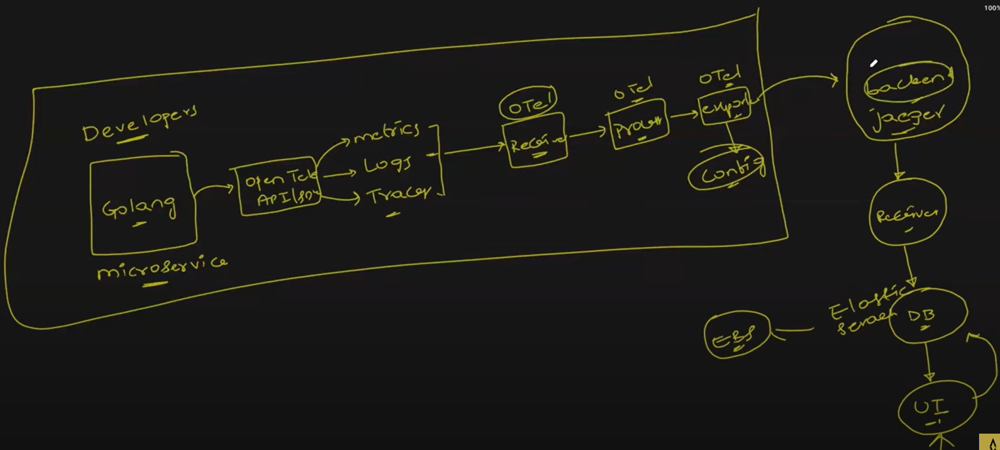 100%
Developers
Golang
microservice
Open Tele
API/SDK
metrics
Logs
Traces
OTel
Receiver
OTel
OTel
export
Config
backend
jaeger
Receiver
Elastic
DB
EBS
UI